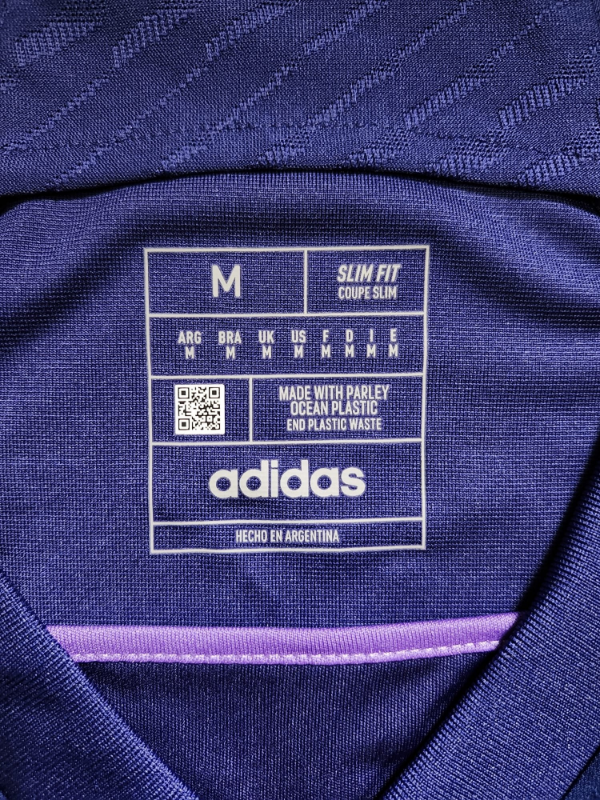 M
SLIM FIT
COUPE SLIM
ARG BRA UK US F D I E
M M M M M M M M
MADE WITH PARLEY
OCEAN PLASTIC
END PLASTIC WASTE
adidas
HECHO EN ARGENTINA